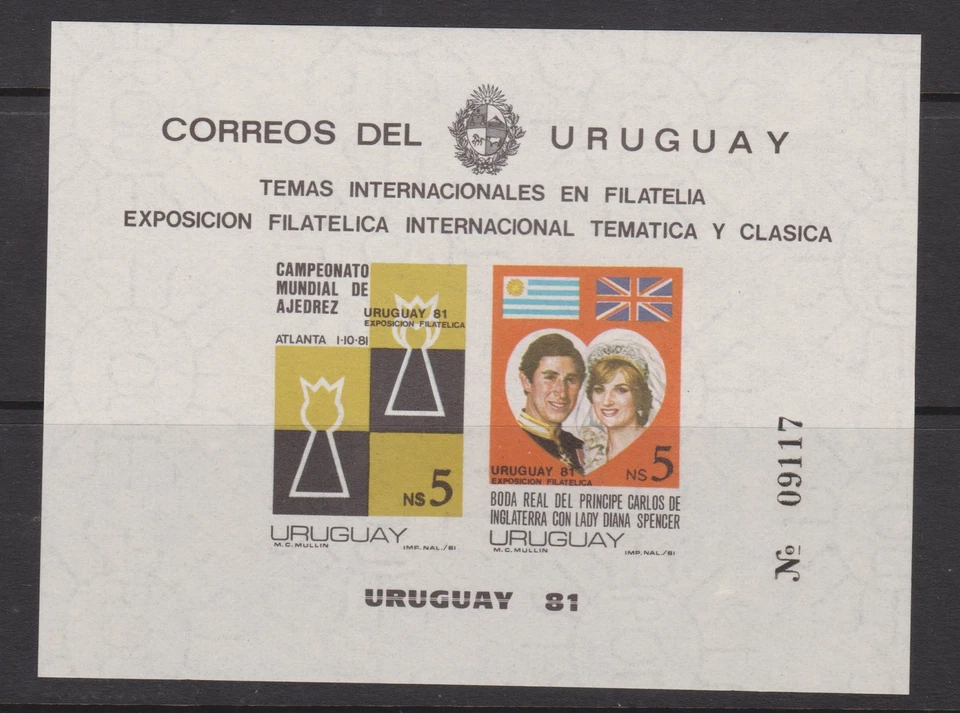 CORREOS DEL URUGUAY
TEMAS INTERNACIONALES EN FILATELIA
EXPOSICION FILATELICA INTERNACIONAL TEMATICA Y CLASICA
CAMPEONATO
MUNDIAL DE
AJEDREZ
URUGUAY 81
EXPOSICION FILATELICA
ATLANTA 1·10·81
N$ 5
URUGUAY
M.C. MULLIN IMP. NAL./81
URUGUAY 81
EXPOSICION FILATELICA
N$ 5
BODA REAL DEL PRINCIPE CARLOS DE
INGLATERRA CON LADY DIANA SPENCER
URUGUAY
M.C. MULLIN IMP. NAL./81
Nº 09117
URUGUAY 81